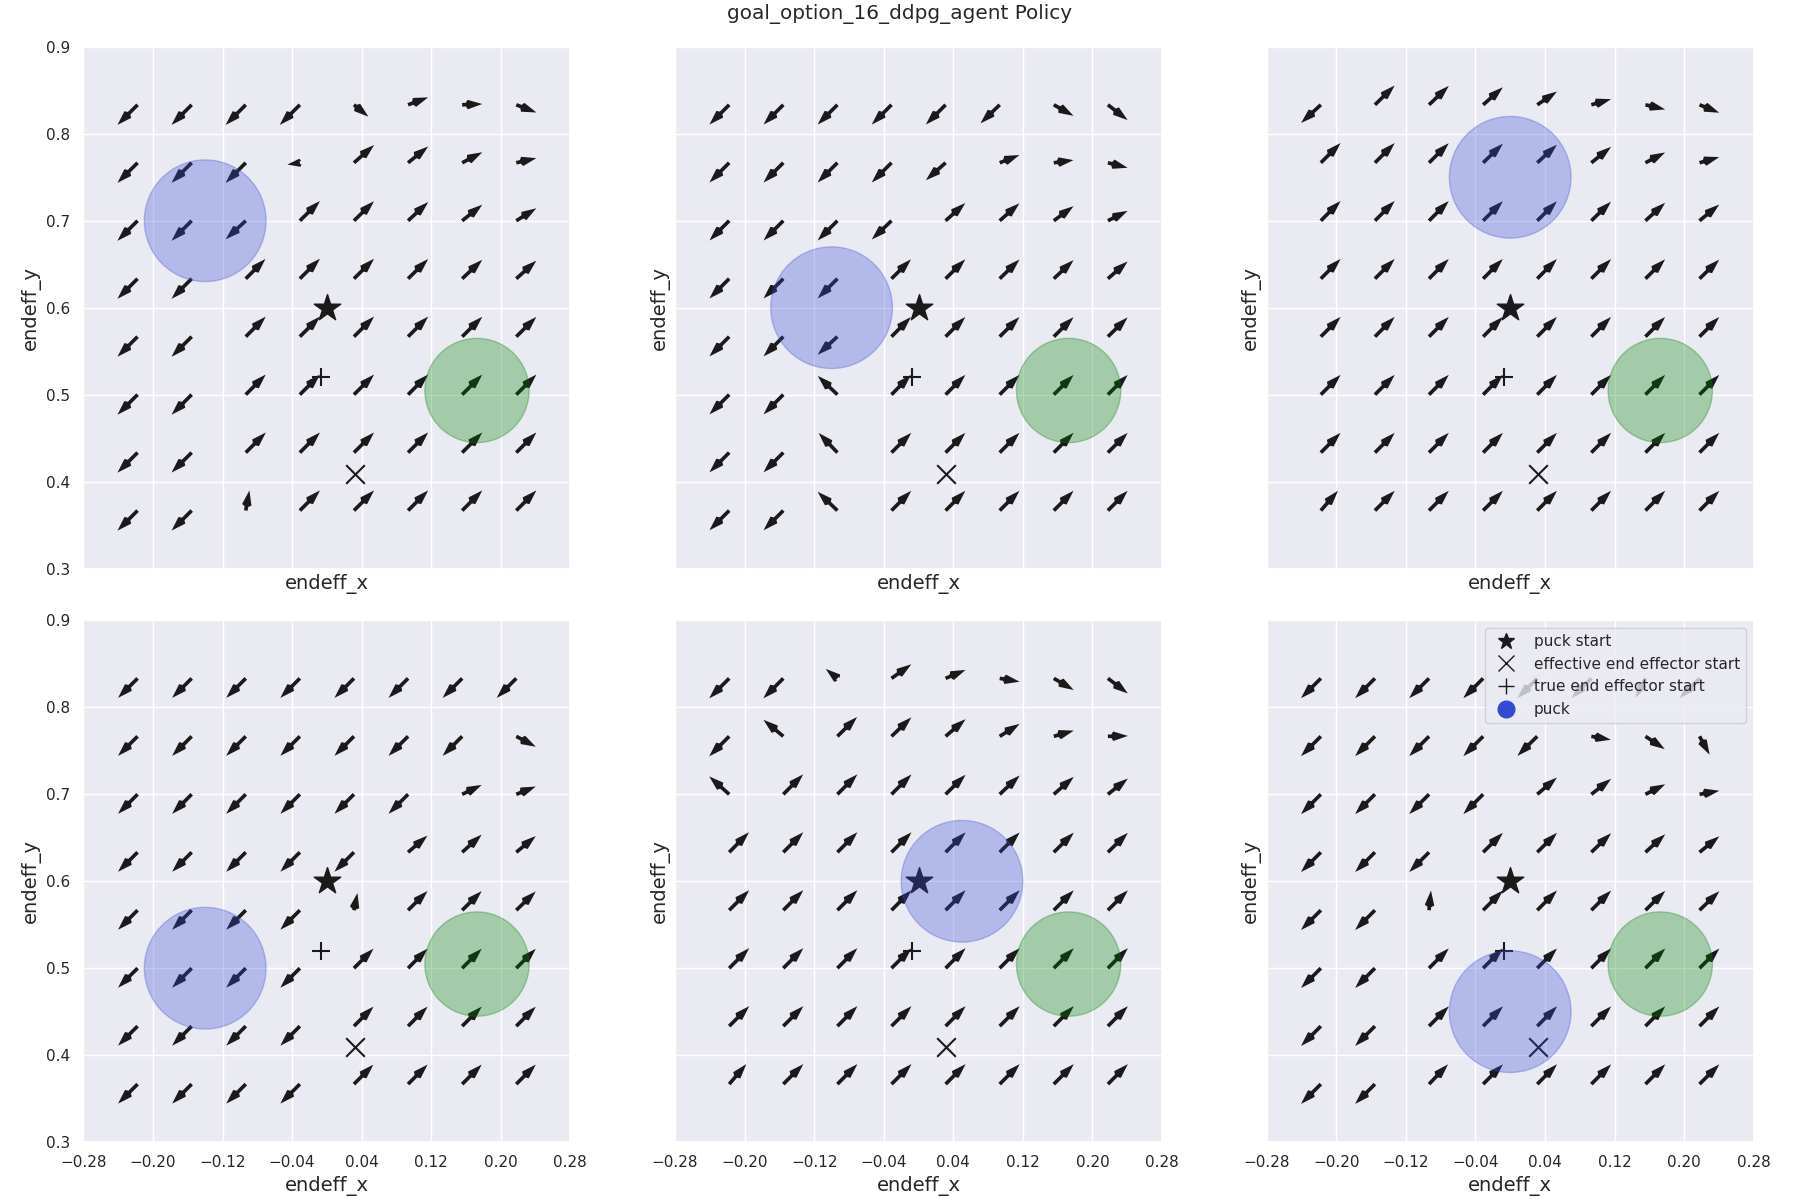 goal_option_16_ddpg_agent Policy
0.9
0.8
0.7
0.6
0.5
0.4
0.3
endeff_y
endeff_x
endeff_y
endeff_x
endeff_y
endeff_x
0.9
0.8
0.7
0.6
0.5
0.4
0.3
endeff_y
−0.28 −0.20 −0.12 −0.04 0.04 0.12 0.20 0.28
endeff_x
endeff_y
−0.28 −0.20 −0.12 −0.04 0.04 0.12 0.20 0.28
endeff_x
puck start
effective end effector start
true end effector start
puck
endeff_y
−0.28 −0.20 −0.12 −0.04 0.04 0.12 0.20 0.28
endeff_x